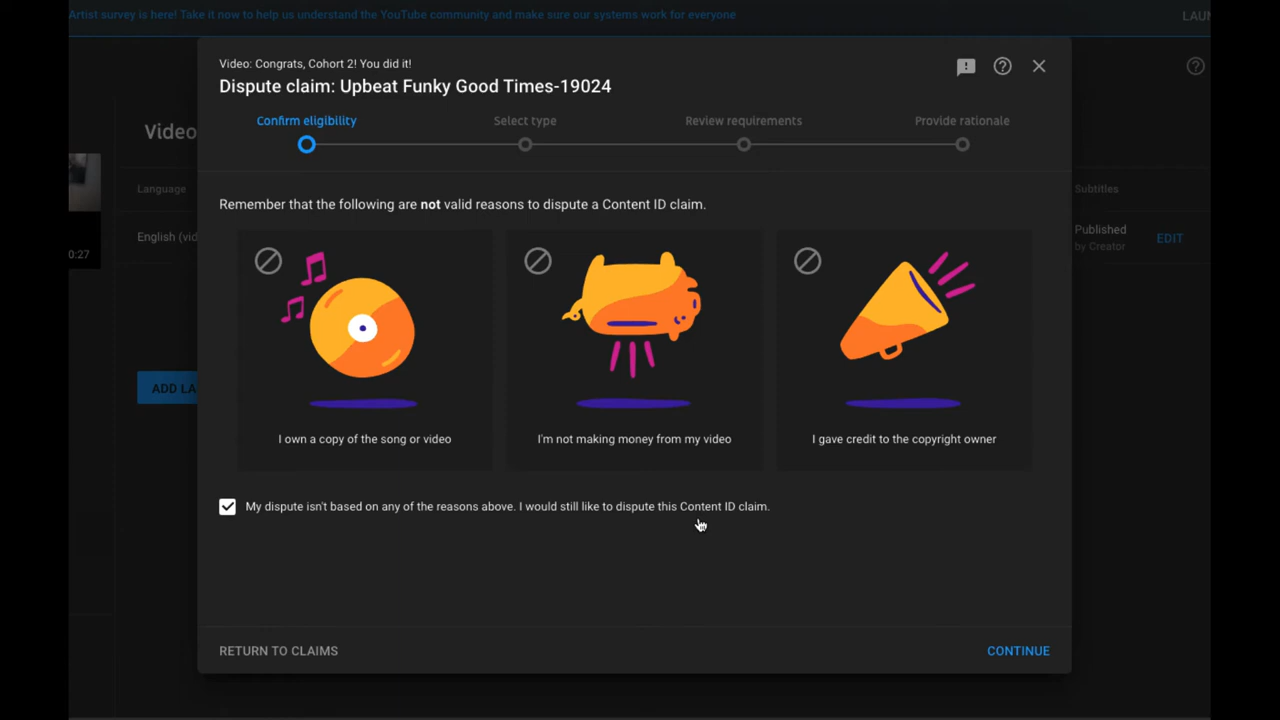 Artist survey is here! Take it now to help us understand the YouTube community and make sure our systems work for everyone
LAUN
Video: Congrats, Cohort 2! You did it!
Dispute claim: Upbeat Funky Good Times-19024
Confirm eligibility
Select type
Review requirements
Provide rationale
Video
Language
Subtitles
Remember that the following are not valid reasons to dispute a Content ID claim.
English (vid
Published
by Creator
EDIT
0:27
ADD LA
I own a copy of the song or video
I'm not making money from my video
I gave credit to the copyright owner
My dispute isn't based on any of the reasons above. I would still like to dispute this Content ID claim.
RETURN TO CLAIMS
CONTINUE